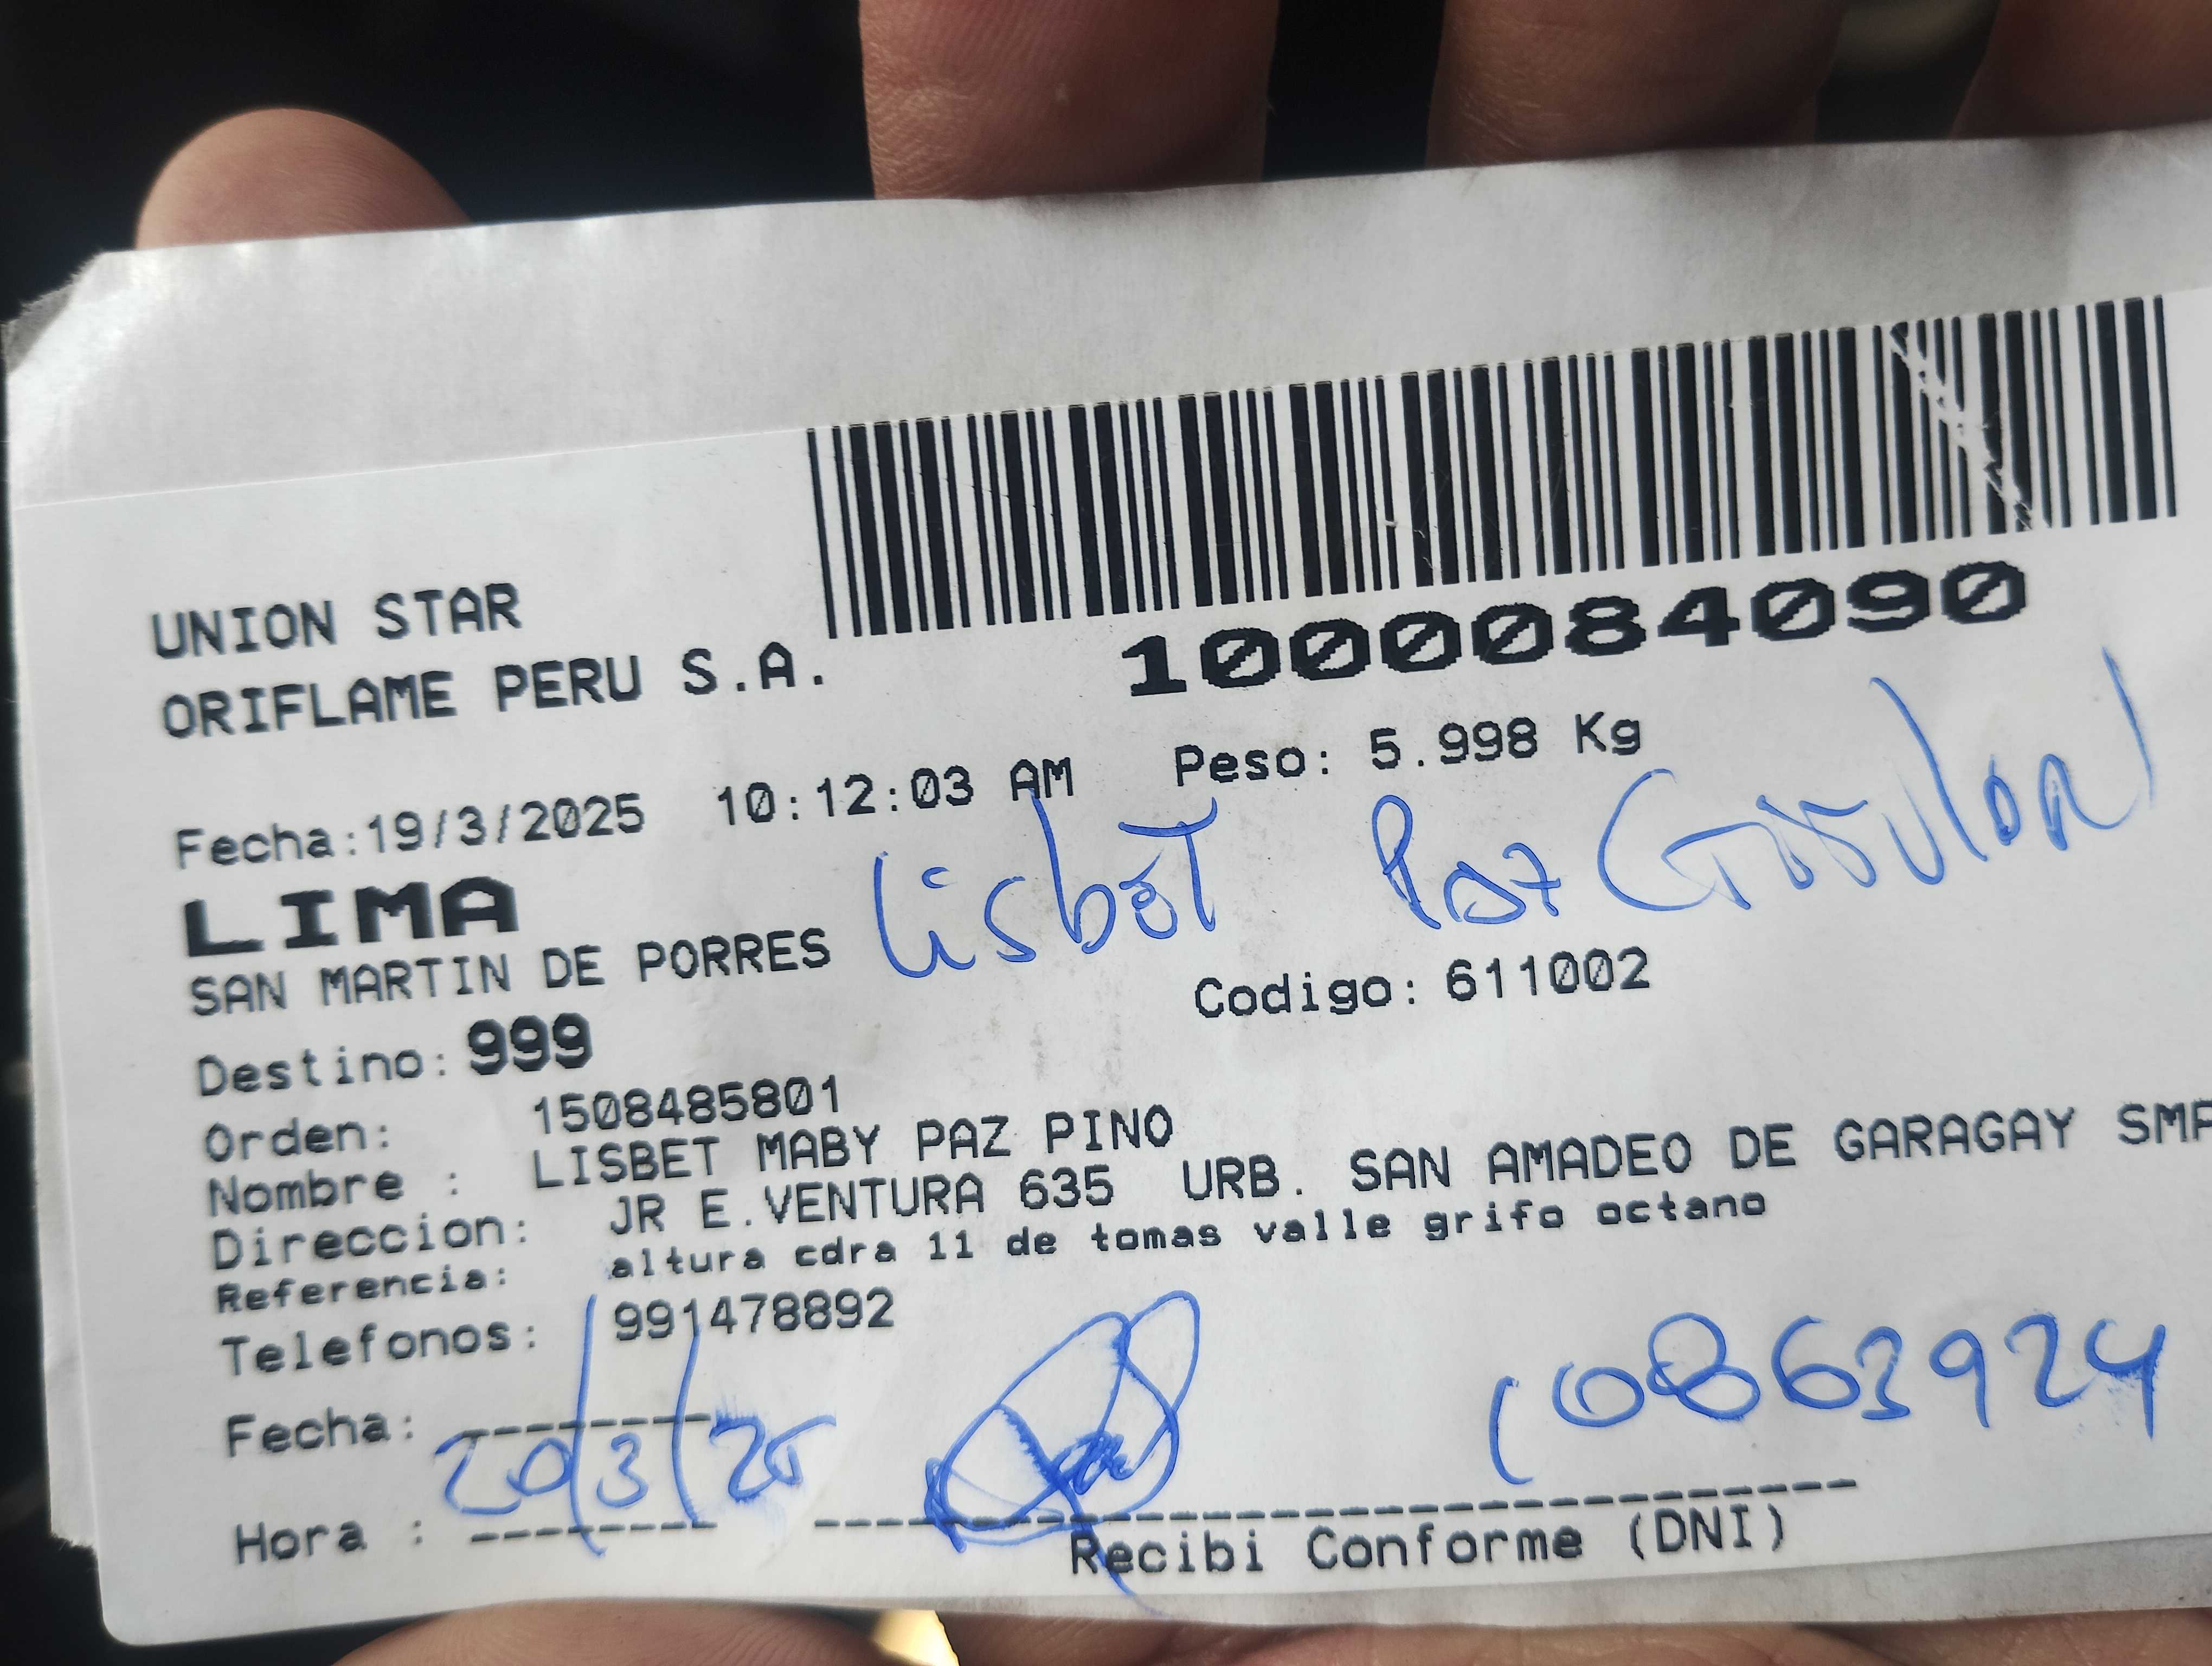 UNION STAR
ORIFLAME PERU S.A.
1000084090
Fecha:19/3/2025 10:12:03 AM Peso: 5.998 Kg
LIMA
Lisbet Paz (Titular)
SAN MARTIN DE PORRES
Codigo: 611002
Destino: 999
Orden: 1508485801
Nombre : LISBET MABY PAZ PINO
Direccion: JR E.VENTURA 635 URB. SAN AMADEO DE GARAGAY SMP
Referencia: altura cdra 11 de tomas valle grifo octano
Telefonos: 991478892
Fecha: 20/3/25
10863924
Hora :
Recibi Conforme (DNI)